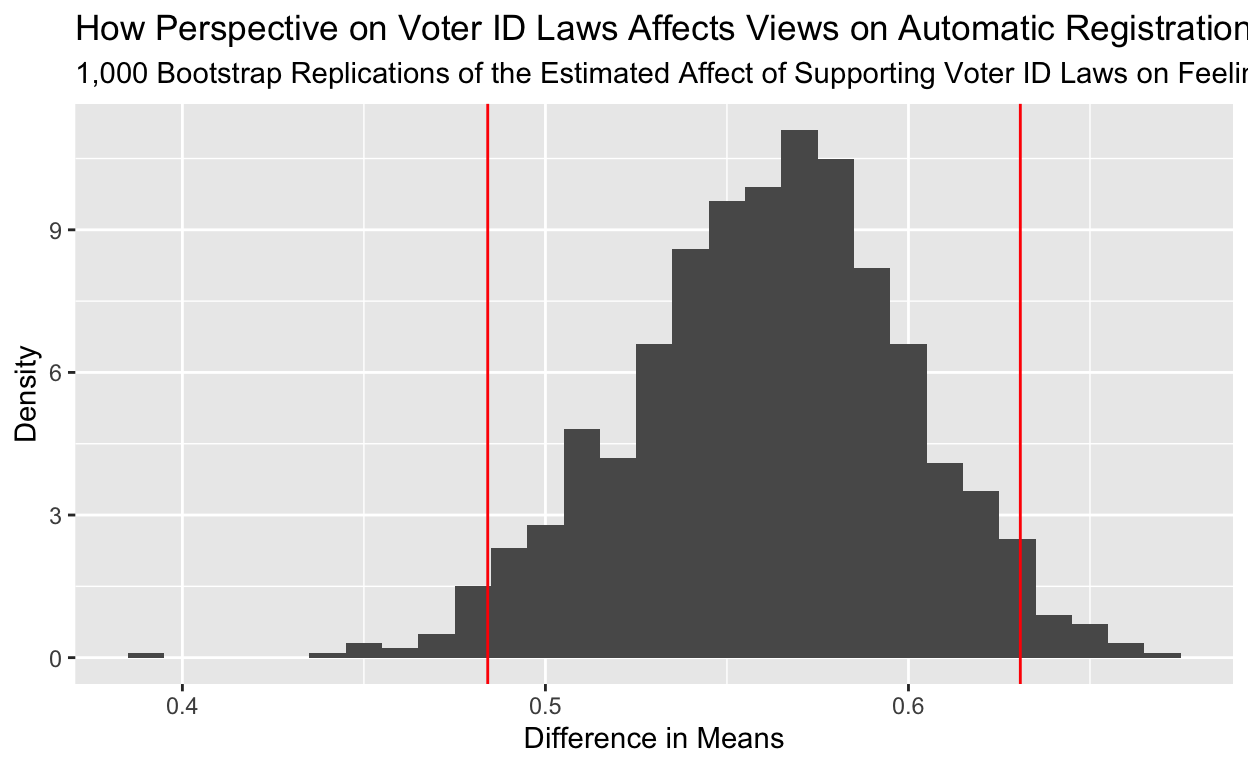 How Perspective on Voter ID Laws Affects Views on Automatic Registration
1,000 Bootstrap Replications of the Estimated Affect of Supporting Voter ID Laws on
Density
9
6
3
0
0.4
0.5
0.6
Difference in Means